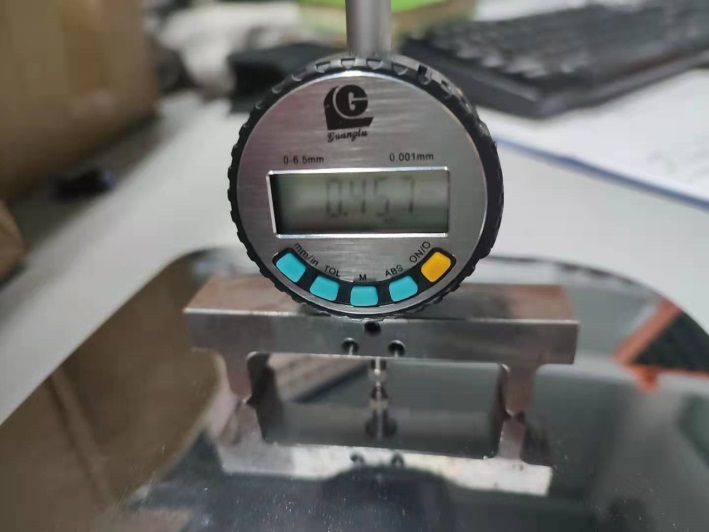 G
Guanglu
0-6.5mm 0.001mm
0.457
mm/in TOL M ABS ON/O